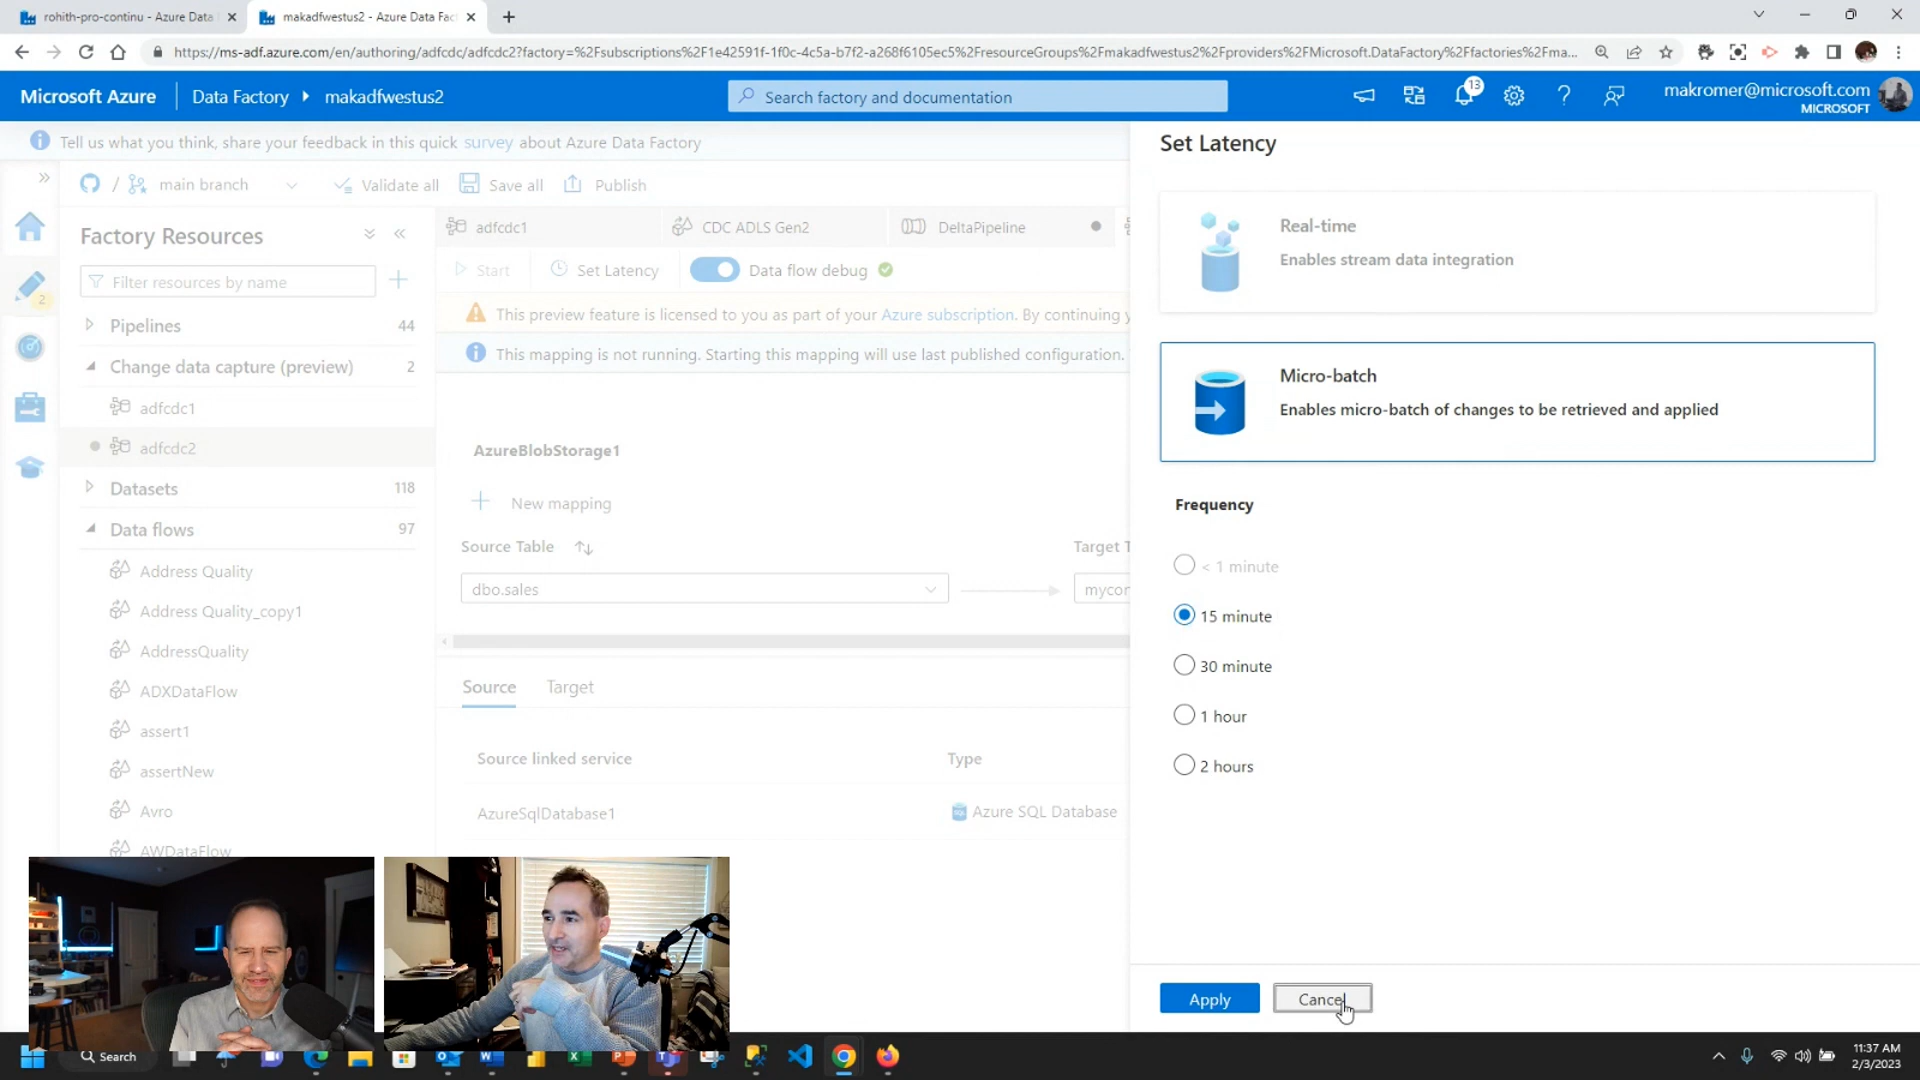 rohith-pro-continu - Azure Data
makadfwestus2 - Azure Data Fact
https://ms-adf.azure.com/en/authoring/adfcdc/adfcdc2?factory=%2Fsubscriptions%2F1e42591f-1f0c-4c5a-b7f2-a268f6105ec5%2FresourceGroups%2Fmakadfwestus2%2Fproviders%2FMicrosoft.DataFactory%2Ffactories%2Fma...
Microsoft Azure
Data Factory
makadfwestus2
Search factory and documentation
13
makromer@microsoft.com
MICROSOFT
Tell us what you think, share your feedback in this quick survey about Azure Data Factory
/ main branch
Validate all
Save all
Publish
2
Factory Resources
Filter resources by name
Pipelines 44
Change data capture (preview) 2
adfcdc1
adfcdc2
Datasets 118
Data flows 97
Address Quality
Address Quality_copy1
AddressQuality
ADXDataFlow
assert1
assertNew
Avro
AWDataFlow
adfcdc1
CDC ADLS Gen2
DeltaPipeline
Start
Set Latency
Data flow debug
This preview feature is licensed to you as part of your Azure subscription. By continuing y
This mapping is not running. Starting this mapping will use last published configuration.
AzureBlobStorage1
New mapping
Source Table
Target T
dbo.sales
mycon
Source
Target
Source linked service
Type
AzureSqlDatabase1
Azure SQL Database
Set Latency
Real-time
Enables stream data integration
Micro-batch
Enables micro-batch of changes to be retrieved and applied
Frequency
< 1 minute
15 minute
30 minute
1 hour
2 hours
Apply
Cancel
Search
11:37 AM
2/3/2023